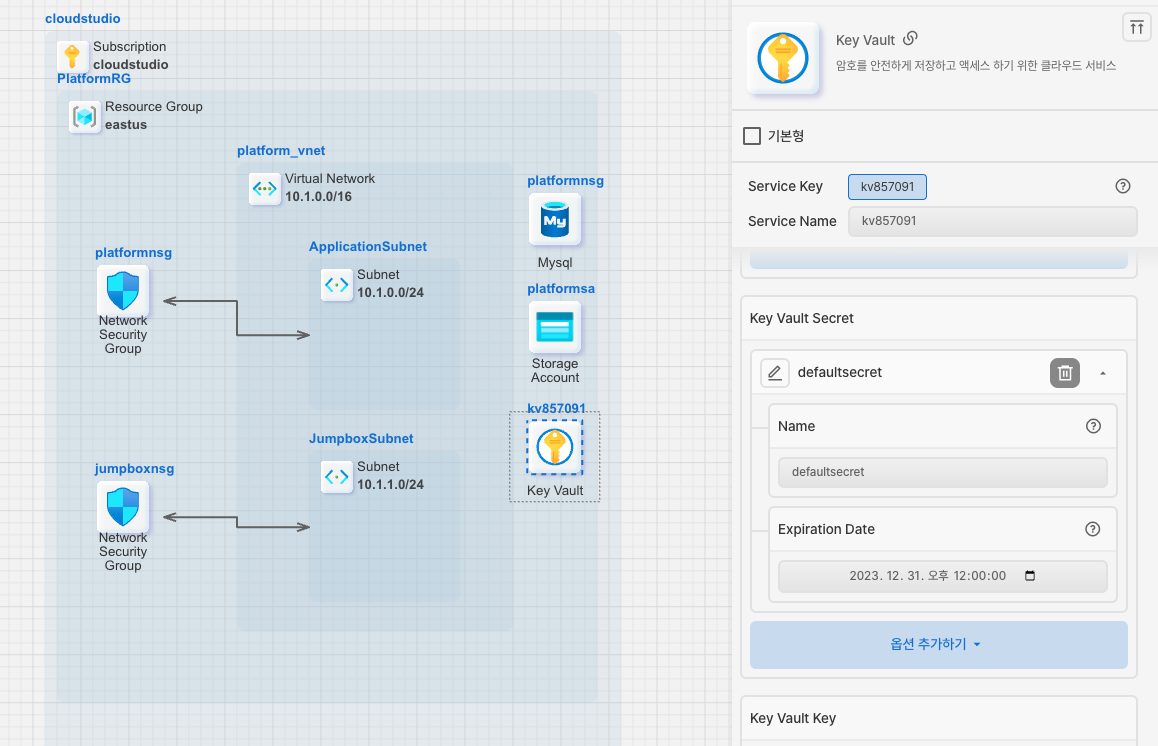 cloudstudio
Subscription
cloudstudio
PlatformRG
Resource Group
eastus
platform_vnet
Virtual Network
10.1.0.0/16
platformnsg
My
Mysql
platformnsg
Network
Security
Group
ApplicationSubnet
Subnet
10.1.0.0/24
platformsa
Storage
Account
kv857091
Key Vault
JumpboxSubnet
Subnet
10.1.1.0/24
jumpboxnsg
Network
Security
Group
Key Vault
암호를 안전하게 저장하고 액세스 하기 위한 클라우드 서비스
기본형
Service Key
kv857091
Service Name
kv857091
Key Vault Secret
defaultsecret
Name
defaultsecret
Expiration Date
2023. 12. 31. 오후 12:00:00
옵션 추가하기
Key Vault Key